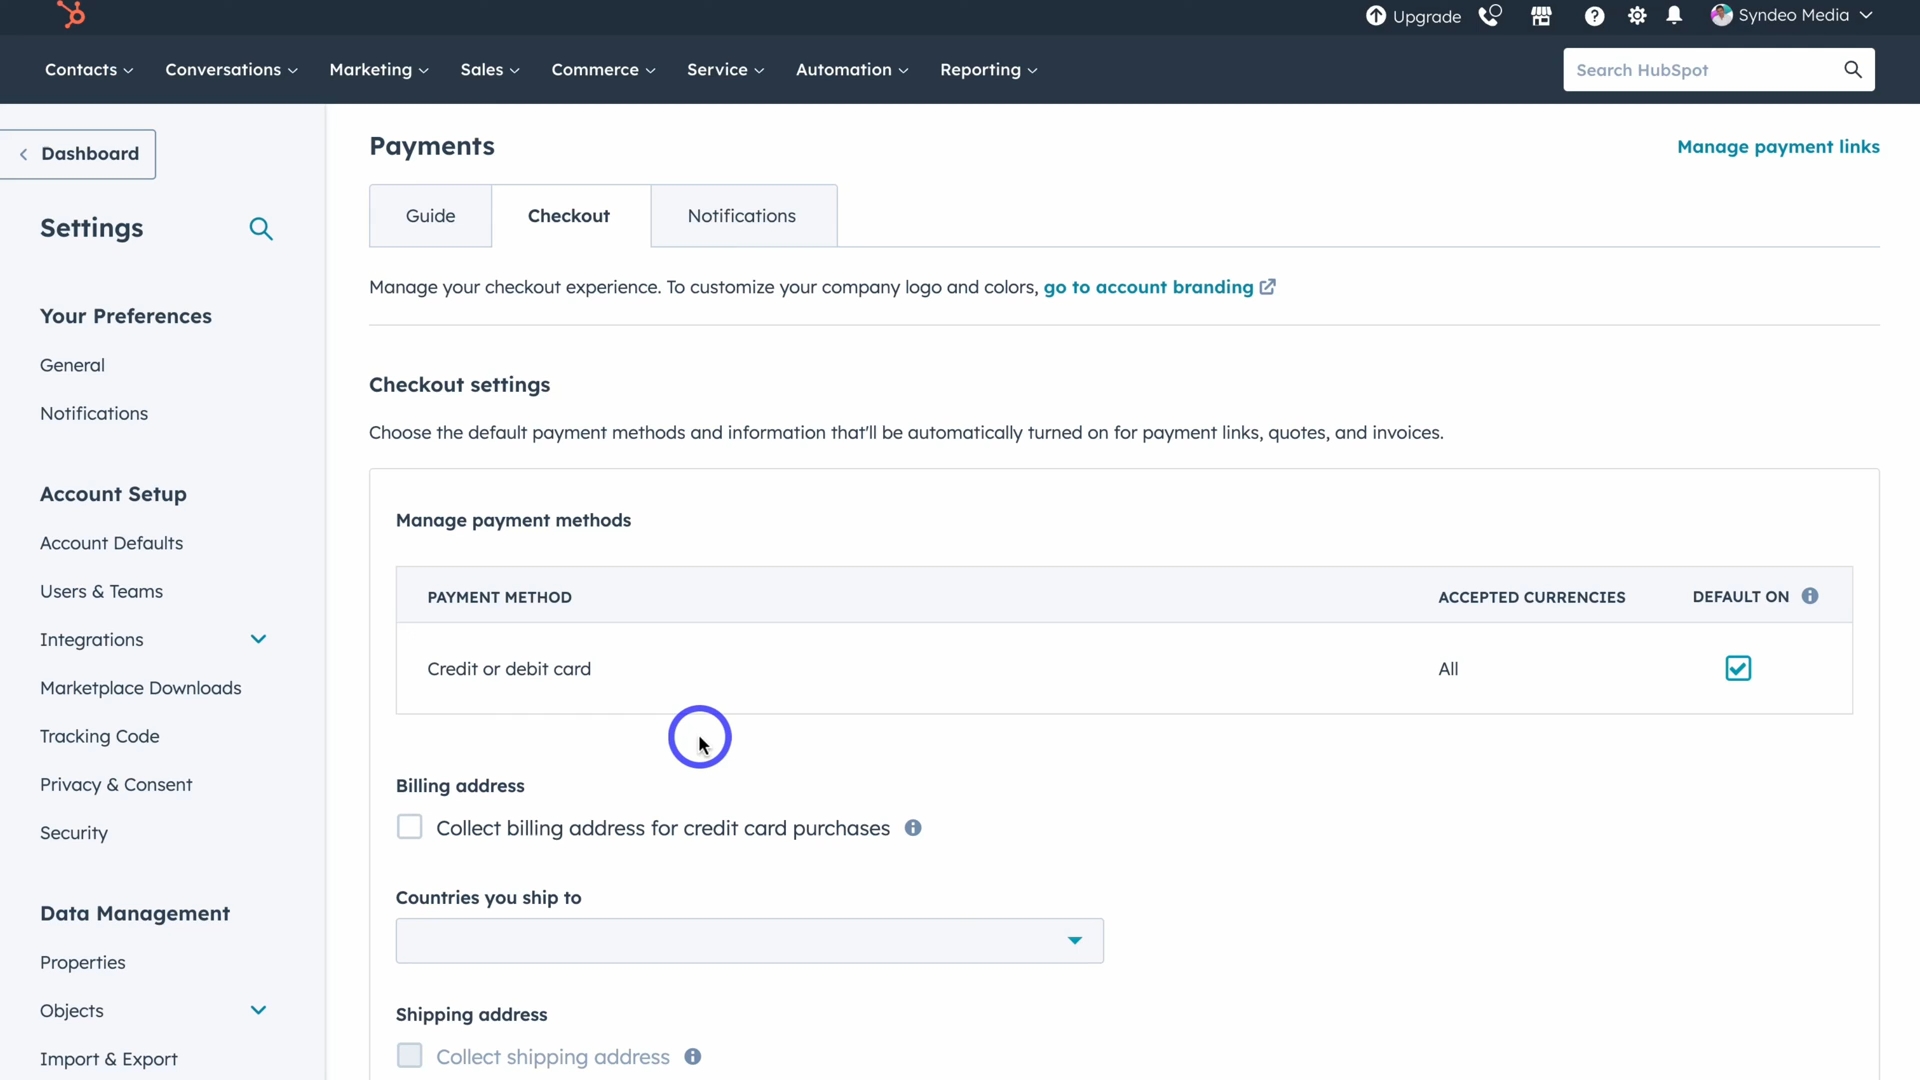 Upgrade
Syndeo Media
Contacts
Conversations
Marketing
Sales
Commerce
Service
Automation
Reporting
Search HubSpot
Dashboard
Settings
Your Preferences
General
Notifications
Account Setup
Account Defaults
Users & Teams
Integrations
Marketplace Downloads
Tracking Code
Privacy & Consent
Security
Data Management
Properties
Objects
Import & Export
Payments
Manage payment links
Guide
Checkout
Notifications
Manage your checkout experience. To customize your company logo and colors, go to account branding
Checkout settings
Choose the default payment methods and information that'll be automatically turned on for payment links, quotes, and invoices.
Manage payment methods
PAYMENT METHOD
ACCEPTED CURRENCIES
DEFAULT ON
Credit or debit card
All
Billing address
Collect billing address for credit card purchases
Countries you ship to
Shipping address
Collect shipping address